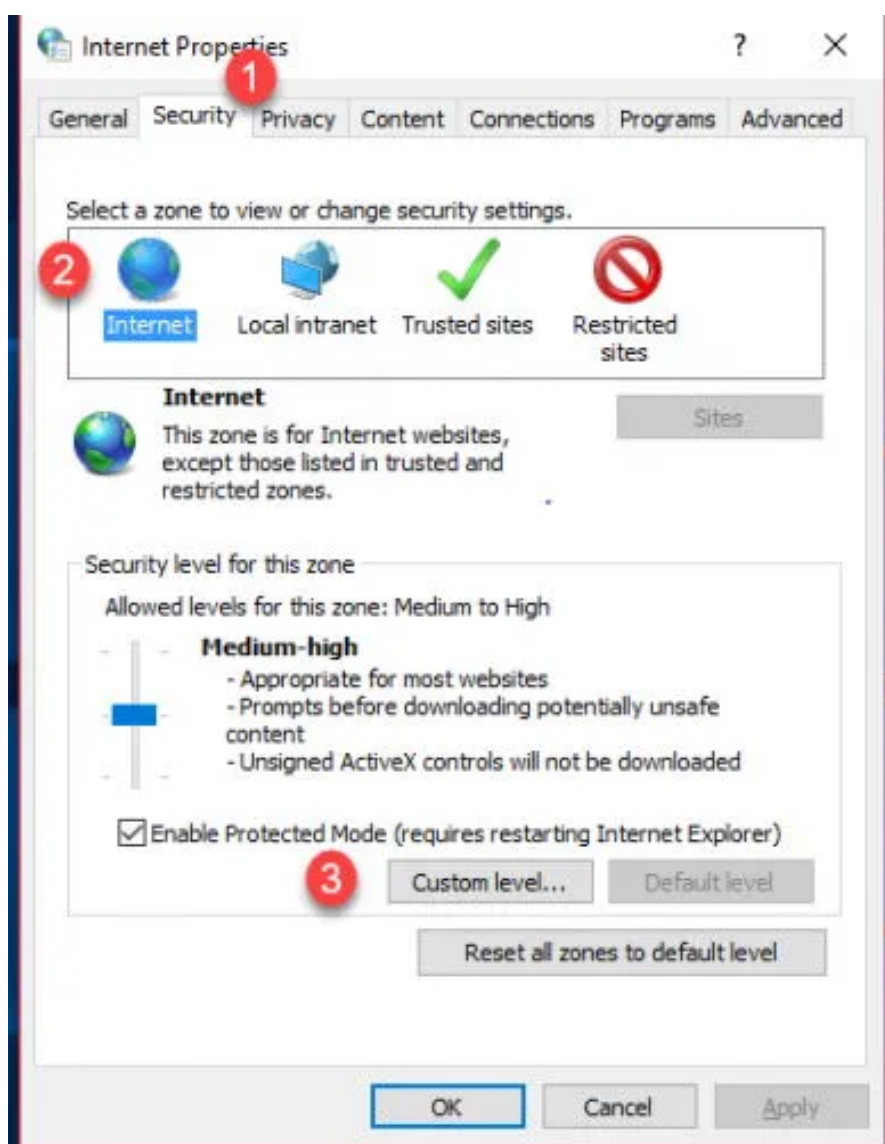 Internet Properties
?
1
General Security Privacy Content Connections Programs Advanced
Select a zone to view or change security settings.
2
Internet Local intranet Trusted sites Restricted
sites
Internet
Sites
This zone is for Internet websites,
except those listed in trusted and
restricted zones.
Security level for this zone
Allowed levels for this zone: Medium to High
Medium-high
- Appropriate for most websites
- Prompts before downloading potentially unsafe
content
- Unsigned ActiveX controls will not be downloaded
Enable Protected Mode (requires restarting Internet Explorer)
3
Custom level... Default level
Reset all zones to default level
OK Cancel Apply